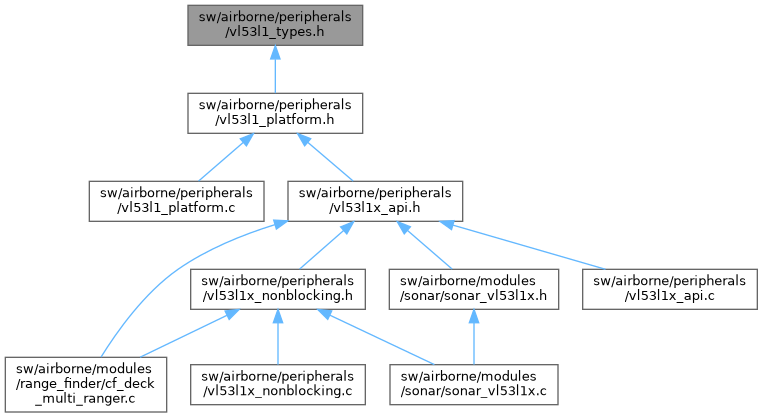 sw/airborne/peripherals
/vl53l1_types.h
sw/airborne/peripherals
/vl53l1_platform.h
sw/airborne/peripherals
/vl53l1_platform.c
sw/airborne/peripherals
/vl53l1x_api.h
sw/airborne/peripherals
/vl53l1x_nonblocking.h
sw/airborne/modules
/sonar/sonar_vl53l1x.h
sw/airborne/peripherals
/vl53l1x_api.c
sw/airborne/modules
/range_finder/cf_deck
_multi_ranger.c
sw/airborne/peripherals
/vl53l1x_nonblocking.c
sw/airborne/modules
/sonar/sonar_vl53l1x.c